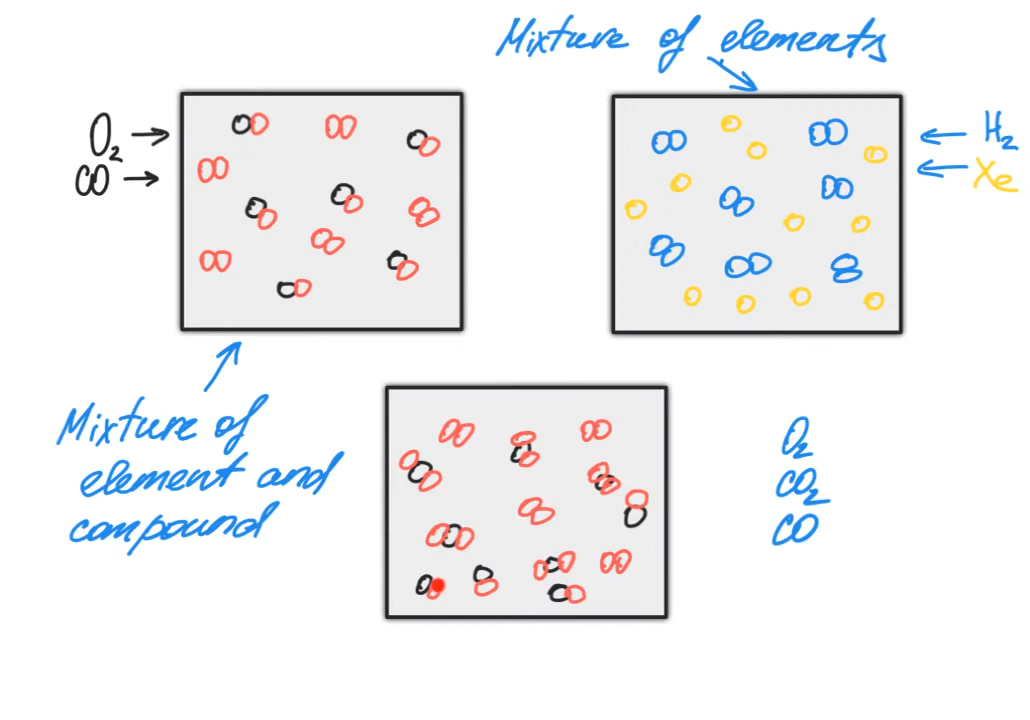 Mixture of elements
O₂
CO
H₂
Xe
Mixture of
element and
compound
O₂
CO₂
CO